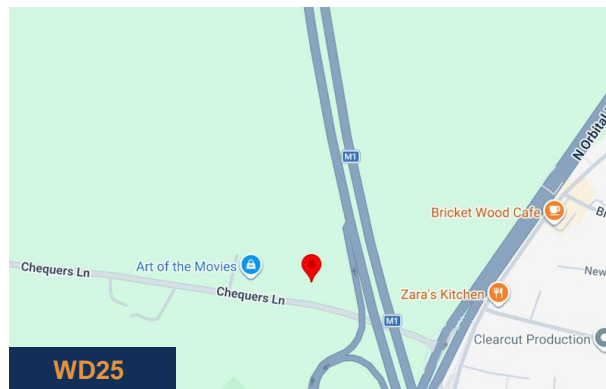 M1
N Orbital
Bricket Wood Cafe
Art of the Movies
Chequers Ln
Chequers Ln
Zara's Kitchen
New
M1
Clearcut Production
WD25